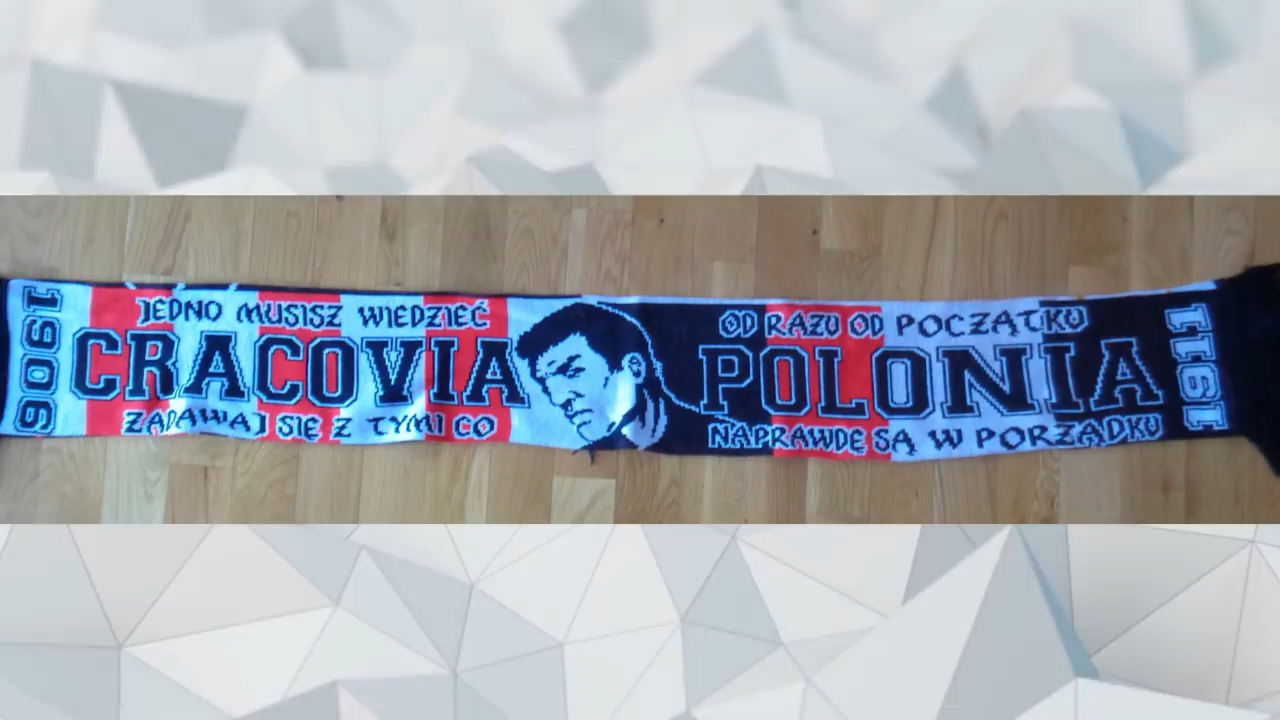 1906
JEDNO MUSISZ WIEDZIEĆ
CRACOVIA
ZADAWAJ SIĘ Z TYMI CO
OD RAZU OD POCZĄTKU
POLONIA
NAPRAWDĘ SĄ W PORZĄDKU
1911